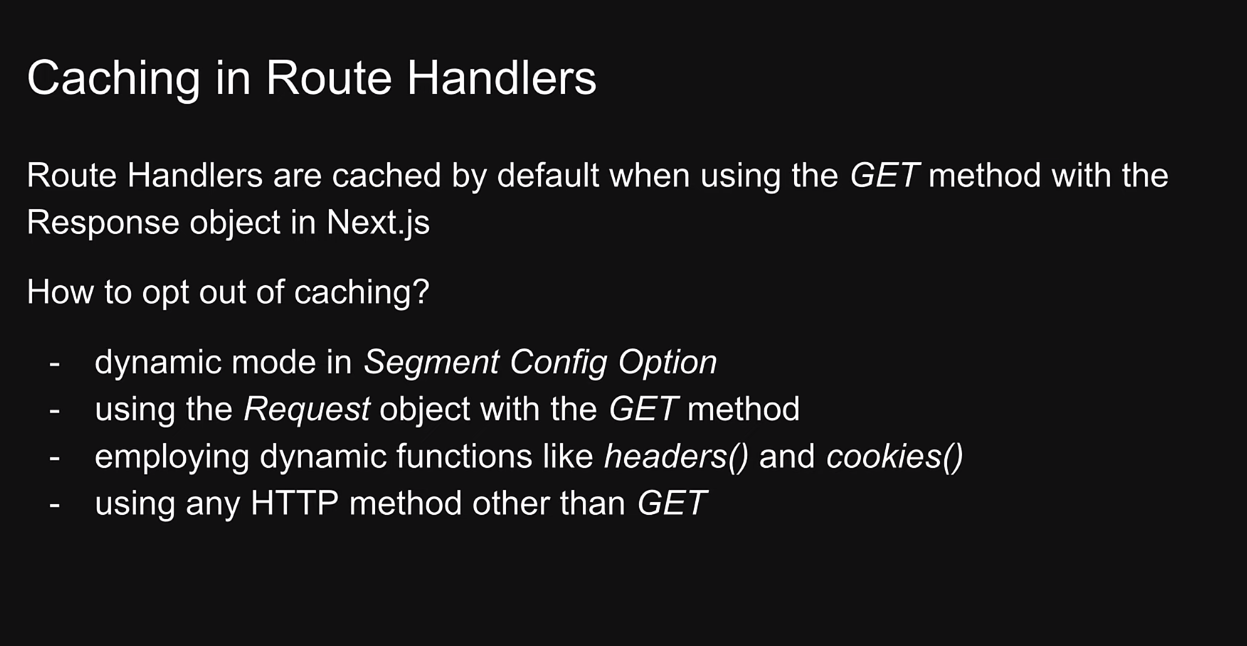 Caching in Route Handlers
Route Handlers are cached by default when using the GET method with the
Response object in Next.js
How to opt out of caching?
- dynamic mode in Segment Config Option
- using the Request object with the GET method
- employing dynamic functions like headers() and cookies()
- using any HTTP method other than GET